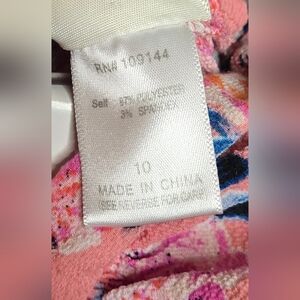 RN# 109144
Self 97% POLYESTER
3% SPANDEX
10
MADE IN CHINA
(SEE REVERSE FOR CARE)